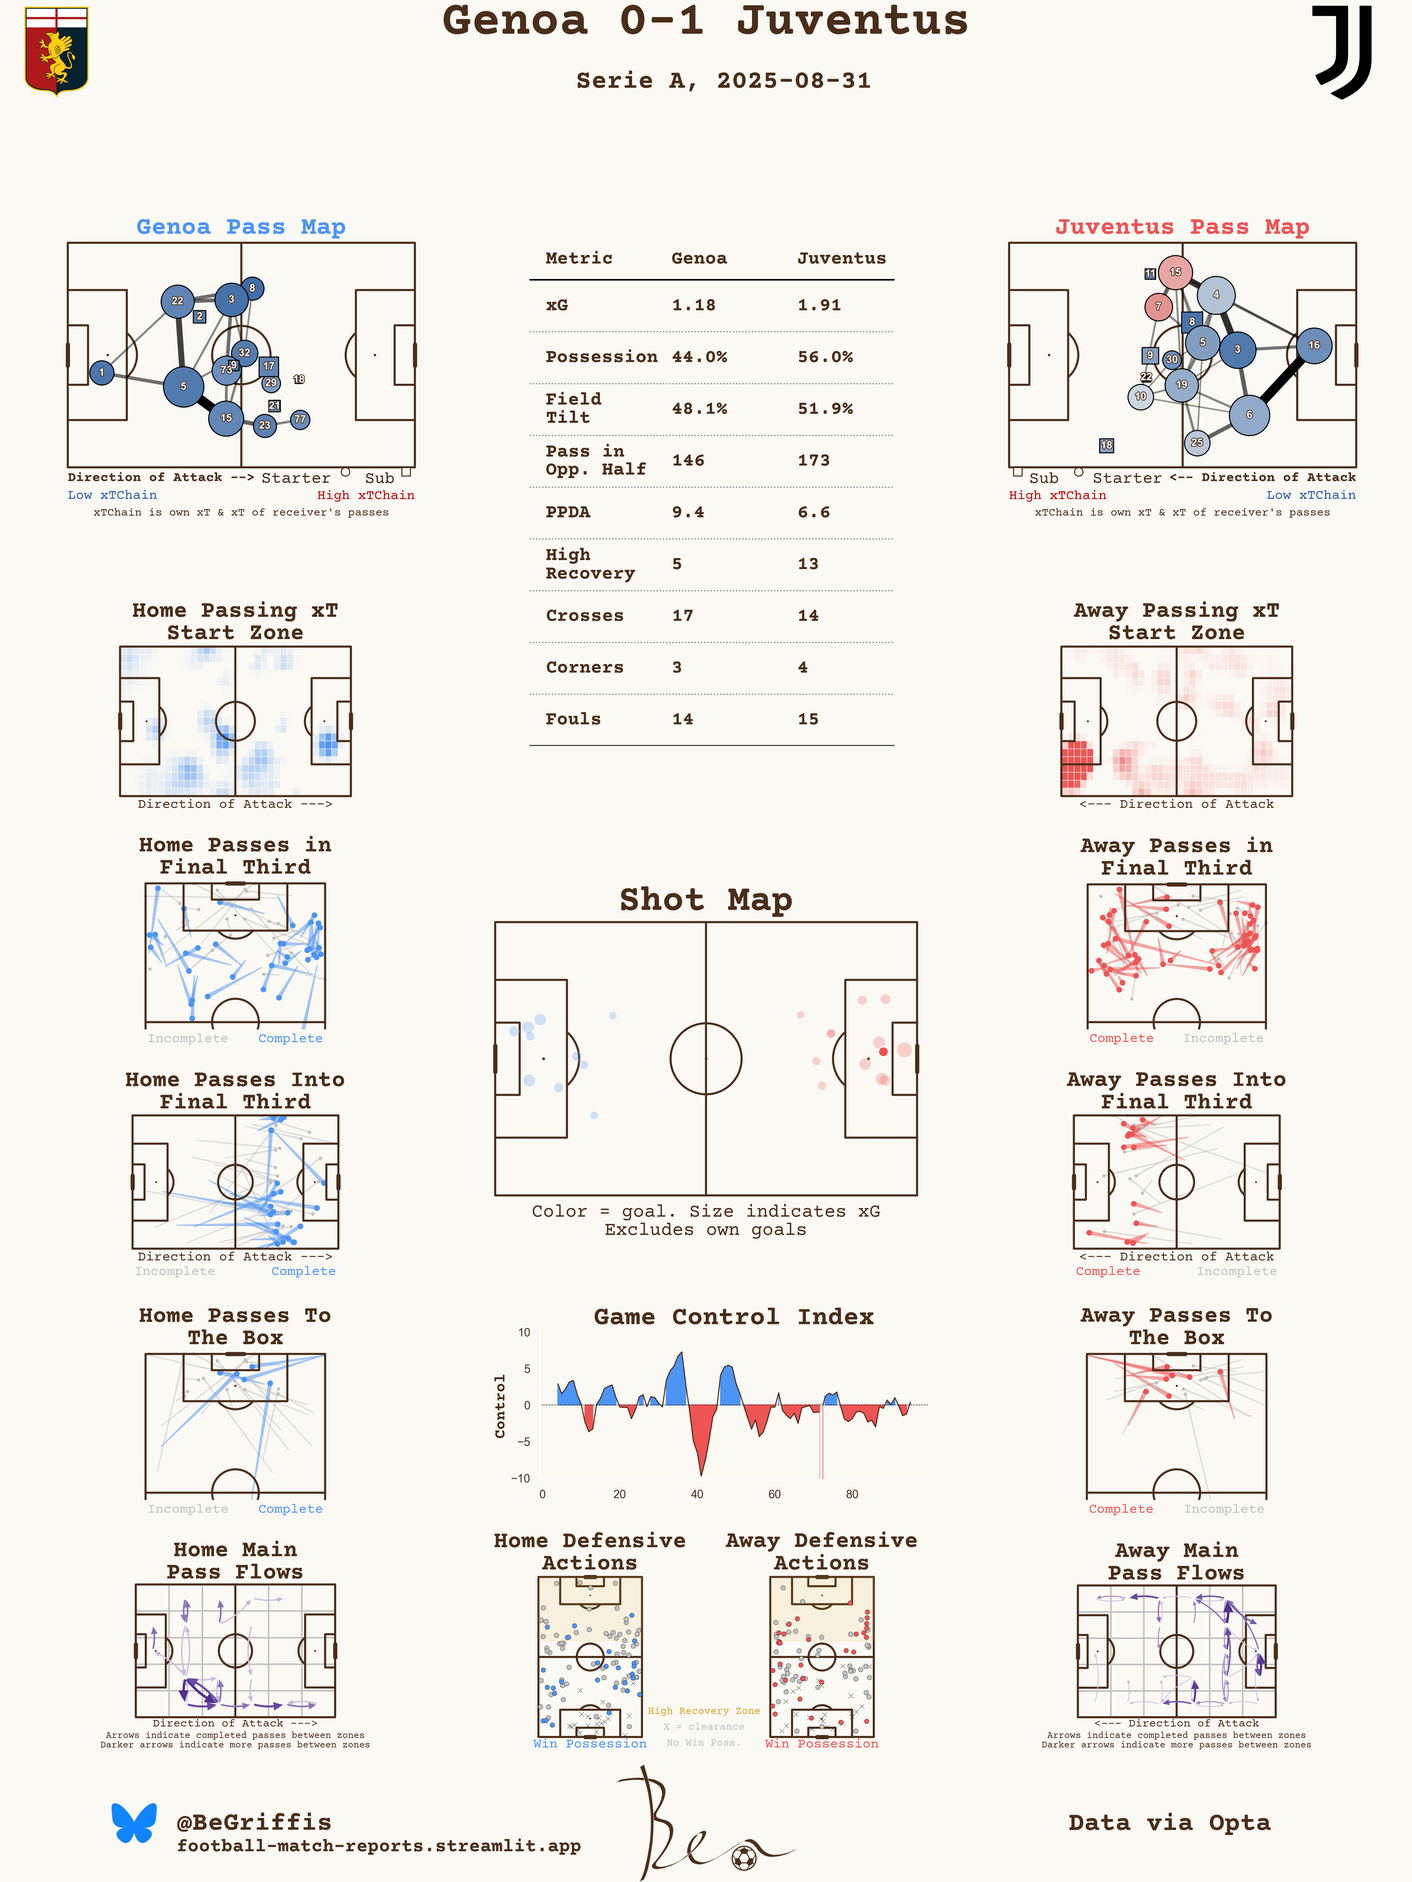 Genoa 0-1 Juventus
Serie A, 2025-08-31
Genoa Pass Map
22
3
8
2
32
9
73
17
1
5
29
18
21
15
23
77
Direction of Attack --> Starter Sub
Low xTChain High xTChain
xTChain is own xT & xT of receiver's passes
Metric Genoa Juventus
xG 1.18 1.91
Possession 44.0% 56.0%
Field
Tilt 48.1% 51.9%
Pass in
Opp. Half 146 173
PPDA 9.4 6.6
High
Recovery 5 13
Crosses 17 14
Corners 3 4
Fouls 14 15
Juventus Pass Map
11
15
4
7
8
5
3
16
9
30
22
19
10
6
25
18
Sub Starter <-- Direction of Attack
High xTChain Low xTChain
xTChain is own xT & xT of receiver's passes
Home Passing xT
Start Zone
Direction of Attack --->
Away Passing xT
Start Zone
<--- Direction of Attack
Home Passes in
Final Third
Incomplete Complete
Away Passes in
Final Third
Complete Incomplete
Shot Map
Color = goal. Size indicates xG
Excludes own goals
Home Passes Into
Final Third
Direction of Attack --->
Incomplete Complete
Away Passes Into
Final Third
<--- Direction of Attack
Complete Incomplete
Home Passes To
The Box
Incomplete Complete
Game Control Index
Control
10
5
0
−5
−10
0 20 40 60 80
Away Passes To
The Box
Complete Incomplete
Home Main
Pass Flows
Direction of Attack --->
Arrows indicate completed passes between zones
Darker arrows indicate more passes between zones
Home Defensive
Actions
Win Possession
Away Defensive
Actions
Win Possession
High Recovery Zone
X = clearance
No Win Poss.
Away Main
Pass Flows
<--- Direction of Attack
Arrows indicate completed passes between zones
Darker arrows indicate more passes between zones
@BeGriffis
football-match-reports.streamlit.app
Ben
Data via Opta